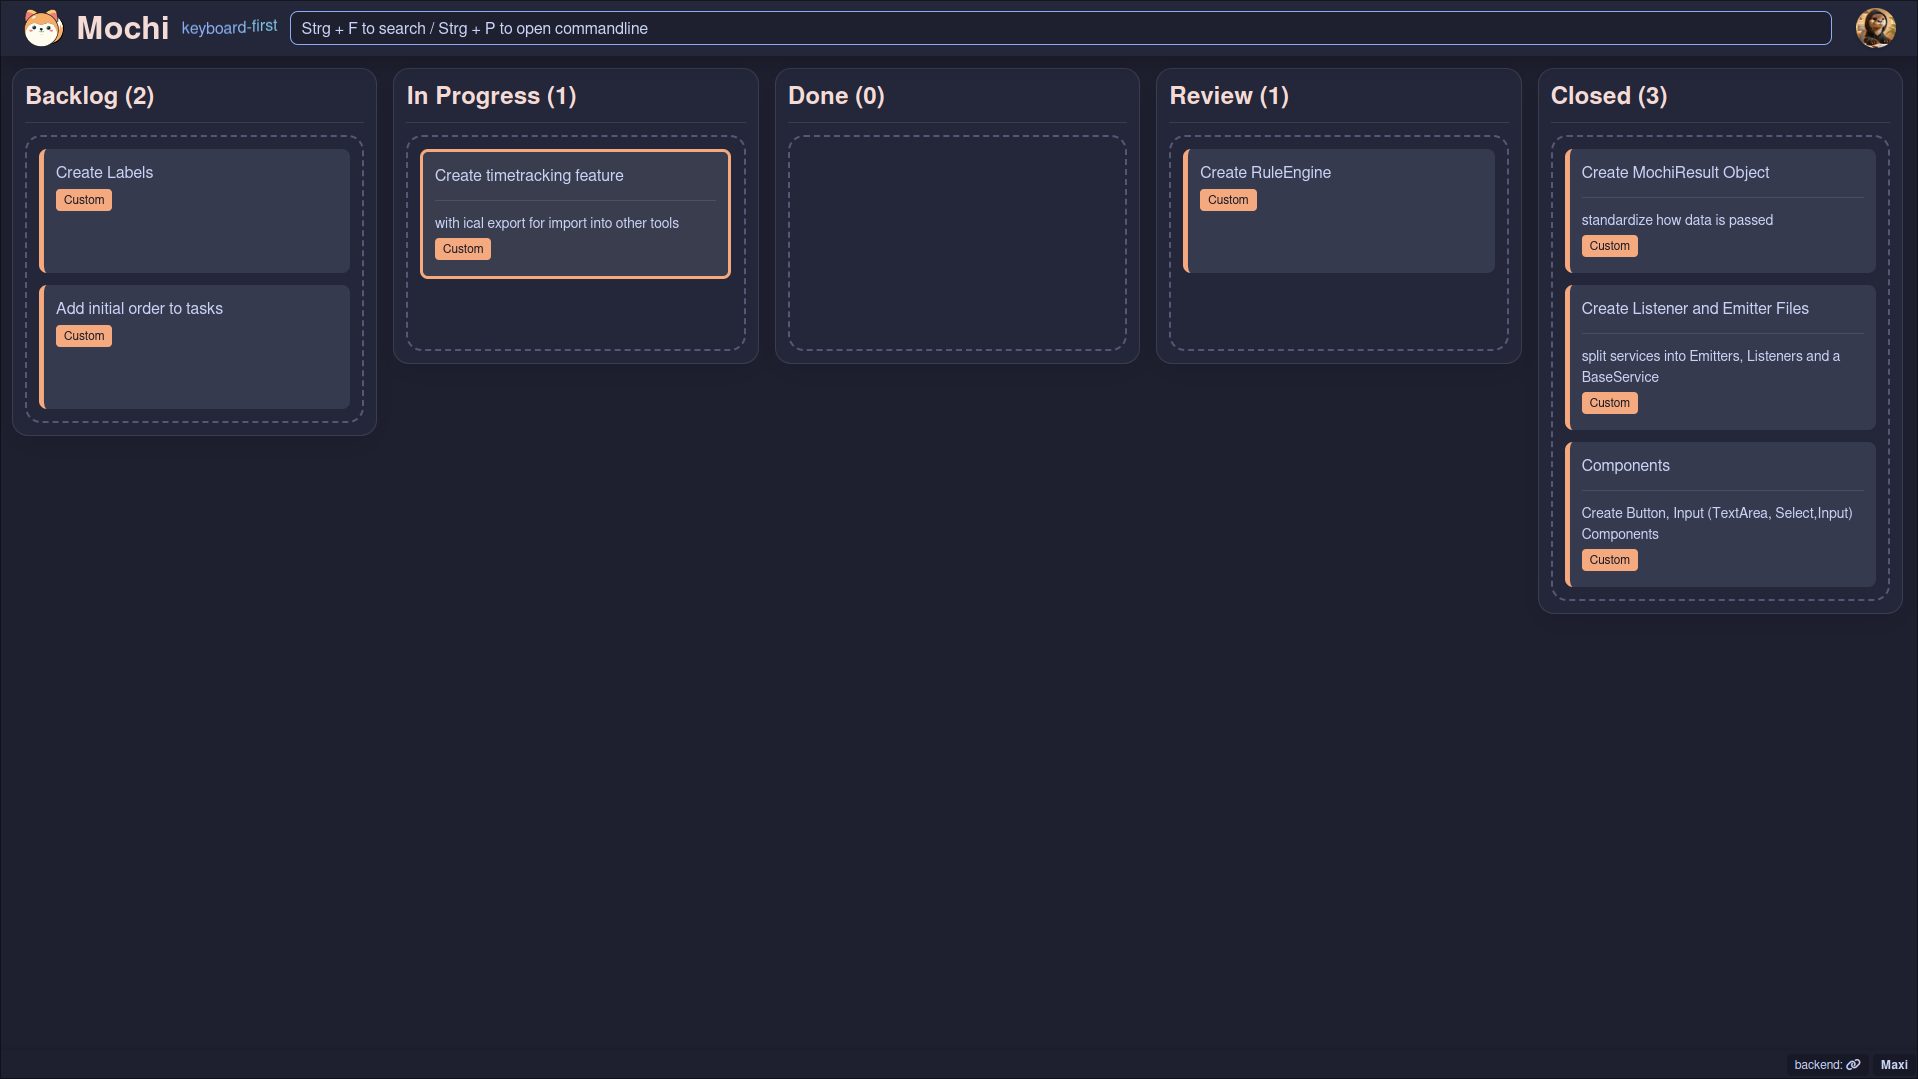 Mochi keyboard-first Strg + F to search / Strg + P to open commandline
Backlog (2)
Create Labels
Custom
Add initial order to tasks
Custom
In Progress (1)
Create timetracking feature
with ical export for import into other tools
Custom
Done (0)
Review (1)
Create RuleEngine
Custom
Closed (3)
Create MochiResult Object
standardize how data is passed
Custom
Create Listener and Emitter Files
split services into Emitters, Listeners and a
BaseService
Custom
Components
Create Button, Input (TextArea, Select,Input)
Components
Custom
backend: Maxi